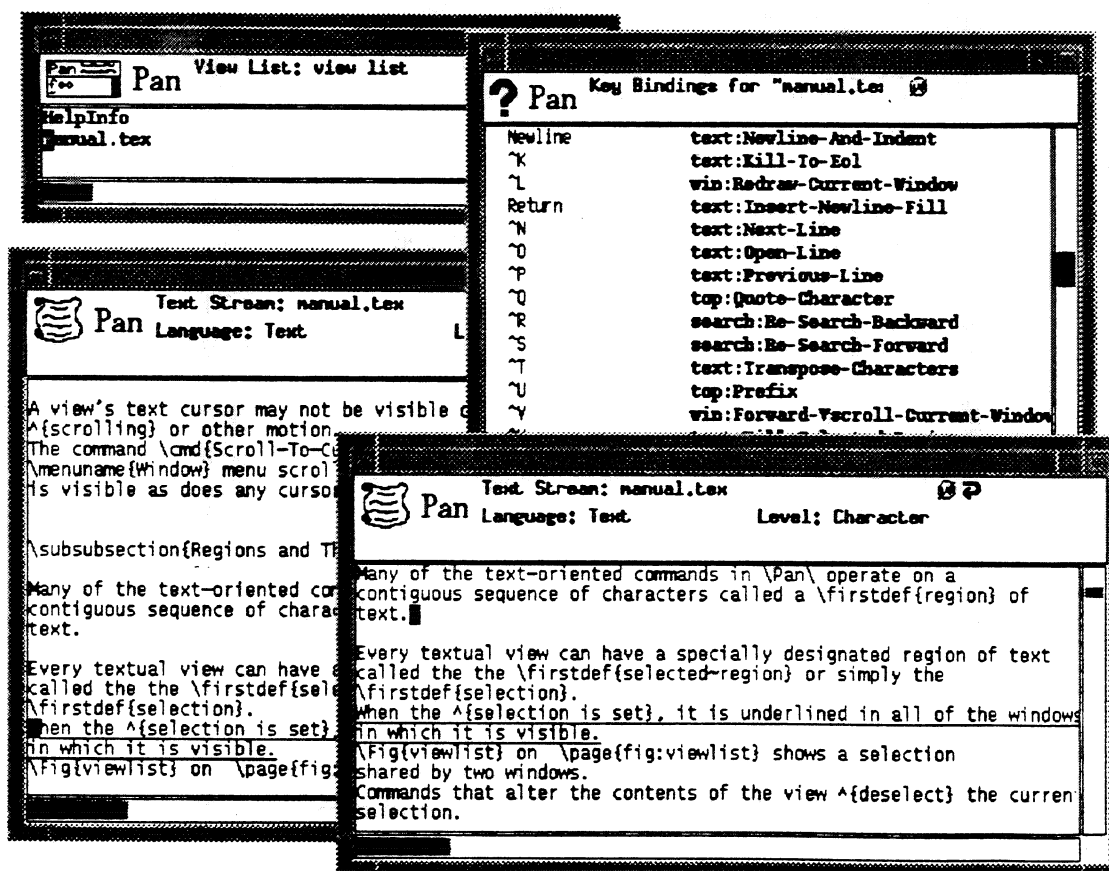 Pan View List: view list
HelpInfo
manual.tex
? Pan Key Bindings for "manual.tex
Newline text:Newline-And-Indent
^K text:Kill-To-Eol
^L win:Redraw-Current-Window
Return text:Insert-Newline-Fill
^N text:Next-Line
^O text:Open-Line
^P text:Previous-Line
^Q top:Quote-Character
^R search:Re-Search-Backward
^S search:Re-Search-Forward
^T text:Transpose-Characters
^U top:Prefix
^V win:Forward-Vscroll-Current-Window
Text Stream: manual.tex
Pan Language: Text L
A view's text cursor may not be visible
^{scrolling} or other motion.
The command \cmd{Scroll-To-Cu
\menuname{Window} menu scroll
is visible as does any cursor
\subsubsection{Regions and Th
Many of the text-oriented com
contiguous sequence of charac
text.
Every textual view can have a
called the the \firstdef{sele
\firstdef{selection}.
When the ^{selection is set},
in which it is visible.
\Fig{viewlist} on \page{fig:
Text Stream: manual.tex
Pan Language: Text Level: Character
Many of the text-oriented commands in \Pan\ operate on a
contiguous sequence of characters called a \firstdef{region} of
text.
Every textual view can have a specially designated region of text
called the the \firstdef{selected~region} or simply the
\firstdef{selection}.
When the ^{selection is set}, it is underlined in all of the windows
in which it is visible.
\Fig{viewlist} on \page{fig:viewlist} shows a selection
shared by two windows.
Commands that alter the contents of the view ^{deselect} the curren
selection.